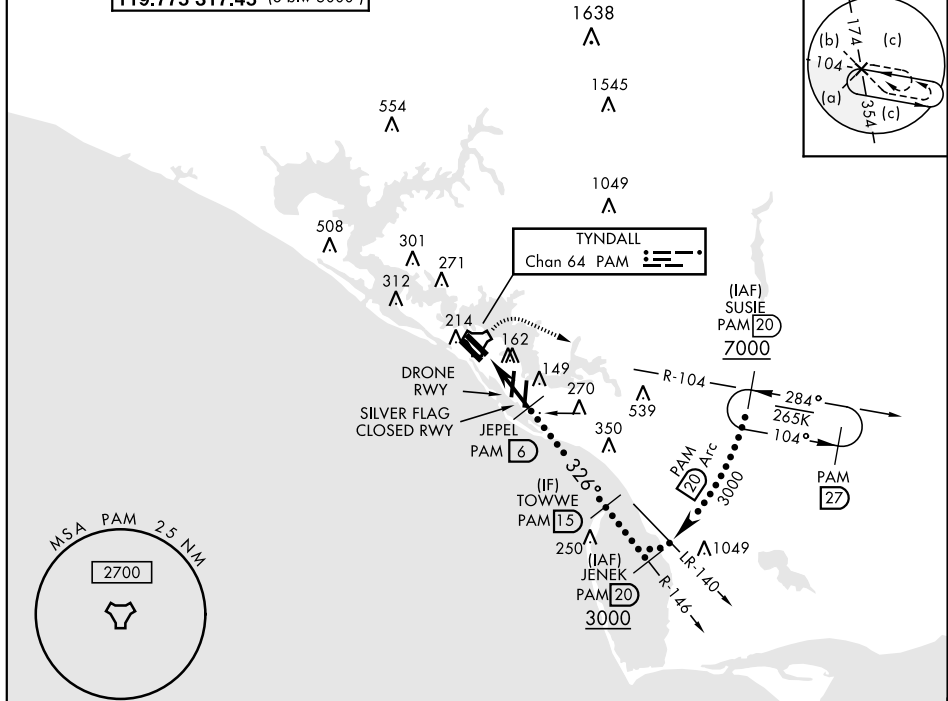 119.775 317.45
1638
174
(b)
(c)
104
(a)
(c)
354
1545
554
1049
508
301
271
312
TYNDALL
Chan 64 PAM
(IAF)
SUSIE
PAM 20
7000
214
162
149
DRONE
RWY
270
539
R-104
284°
265K
104°
SILVER FLAG
CLOSED RWY
JEPEL
PAM 6
350
326°
PAM
20 Arc
3000
PAM
27
(IF)
TOWWE
PAM 15
250
1049
(IAF)
JENEK
PAM 20
3000
LR-140
R-146
MSA PAM 25 NM
2700